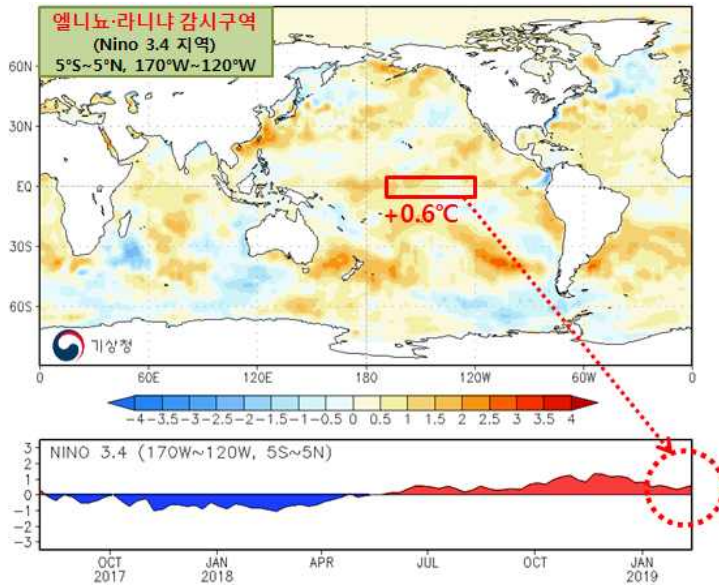 엘니뇨·라니냐 감시구역
(Nino 3.4 지역)
5°S~5°N, 170°W~120°W
60N
30N
EQ
30S
60S
+0.6℃
기상청
0 60E 120E 180 120W 60W 0
-4 -3.5 -3 -2.5 -2 -1.5 -1 -0.5 0 0.5 1 1.5 2 2.5 3 3.5 4
NINO 3.4 (170W~120W, 5S~5N)
3
2
1
0
-1
-2
-3
OCT JAN APR JUL OCT JAN
2017 2018 2019